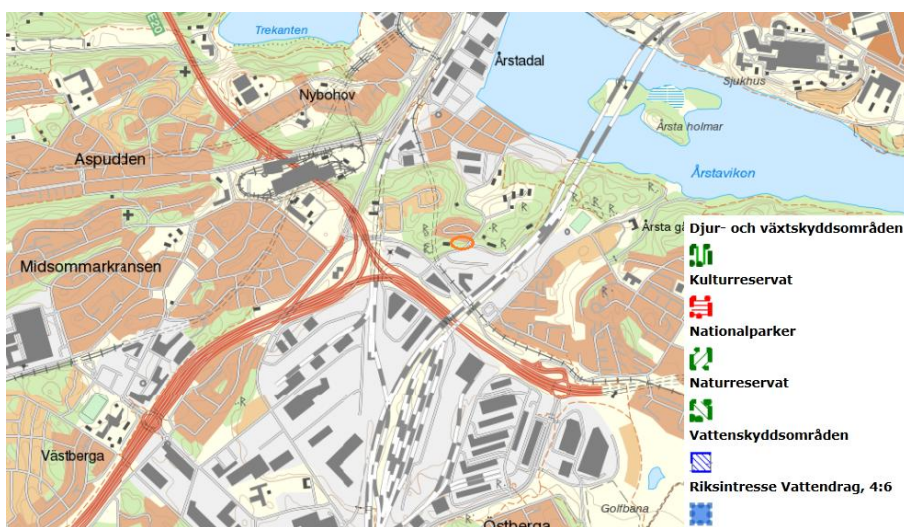 E20
Trekanten
Årstadal
Sjukhus
Nybohov
Årsta holmar
Aspudden
Årstavikon
Årsta gå
Midsommarkransen
Västberga
Golfbana
Östberga
Djur- och växtskyddsområden
Kulturreservat
Nationalparker
Naturreservat
Vattenskyddsområden
Riksintresse Vattendrag, 4:6